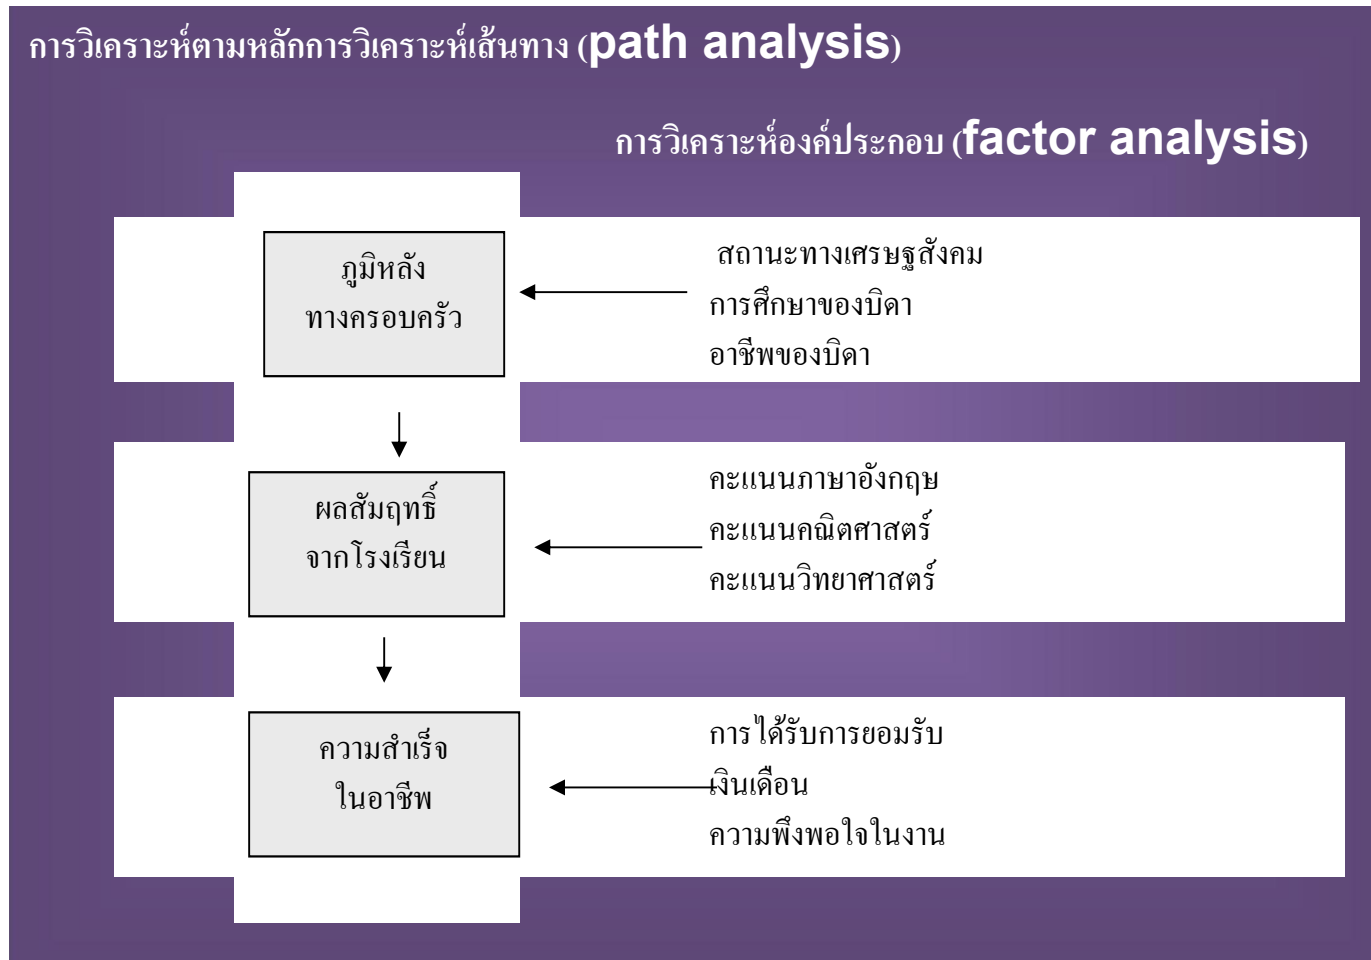 การวิเคราะห์ตามหลักการวิเคราะห์เส้นทาง (path analysis)
การวิเคราะห์องค์ประกอบ (factor analysis)
ภูมิหลัง
ทางครอบครัว
สถานะทางเศรษฐสังคม
การศึกษาของบิดา
อาชีพของบิดา
ผลสัมฤทธิ์
จากโรงเรียน
คะแนนภาษาอังกฤษ
คะแนนคณิตศาสตร์
คะแนนวิทยาศาสตร์
ความสำเร็จ
ในอาชีพ
การได้รับการยอมรับ
เงินเดือน
ความพึงพอใจในงาน